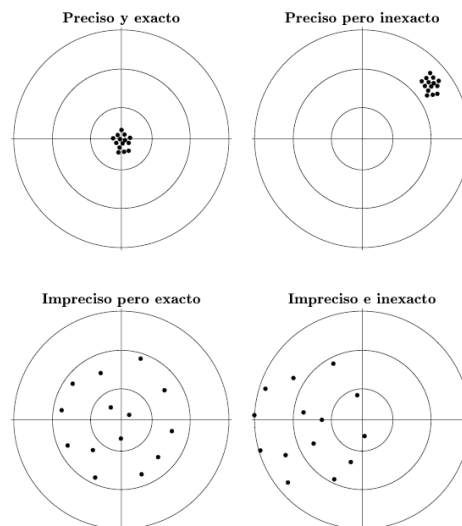 Preciso y exacto
Preciso pero inexacto
Impreciso pero exacto
Impreciso e inexacto